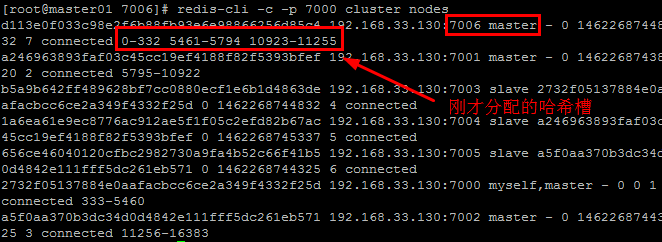 [root@master01 7006]# redis-cli -c -p 7000 cluster nodes
d113e0f033c98e2f6b88fb93e6e98866256d85c4 192.168.33.130:7006 master - 0 14622687443
32 7 connected 0-332 5461-5794 10923-11255
a246963893faf03c45cc19ef4188f82f5393bfef 192.168.33.130:7001 master - 0 14622687438
20 2 connected 5795-10922
b5a9b642ff489628bf7cc0880ecf1e6b1d4863de 192.168.33.130:7003 slave 2732f05137884e0a
afacbcc6ce2a349f4332f25d 0 1462268744832 4 connected
刚才分配的哈希槽
1a6ea61e9ec8776ac912ae5f1f05c2efd82b67ac 192.168.33.130:7004 slave a246963893faf03c
45cc19ef4188f82f5393bfef 0 1462268745337 5 connected
656ce46040120cfbc2982730a9fa4b52c66f41b5 192.168.33.130:7005 slave a5f0aa370b3dc34d
0d4842e111fff5dc261eb571 0 1462268744325 6 connected
2732f05137884e0aafacbcc6ce2a349f4332f25d 192.168.33.130:7000 myself,master - 0 0 1
connected 333-5460
a5f0aa370b3dc34d0d4842e111fff5dc261eb571 192.168.33.130:7002 master - 0 14622687443
25 3 connected 11256-16383